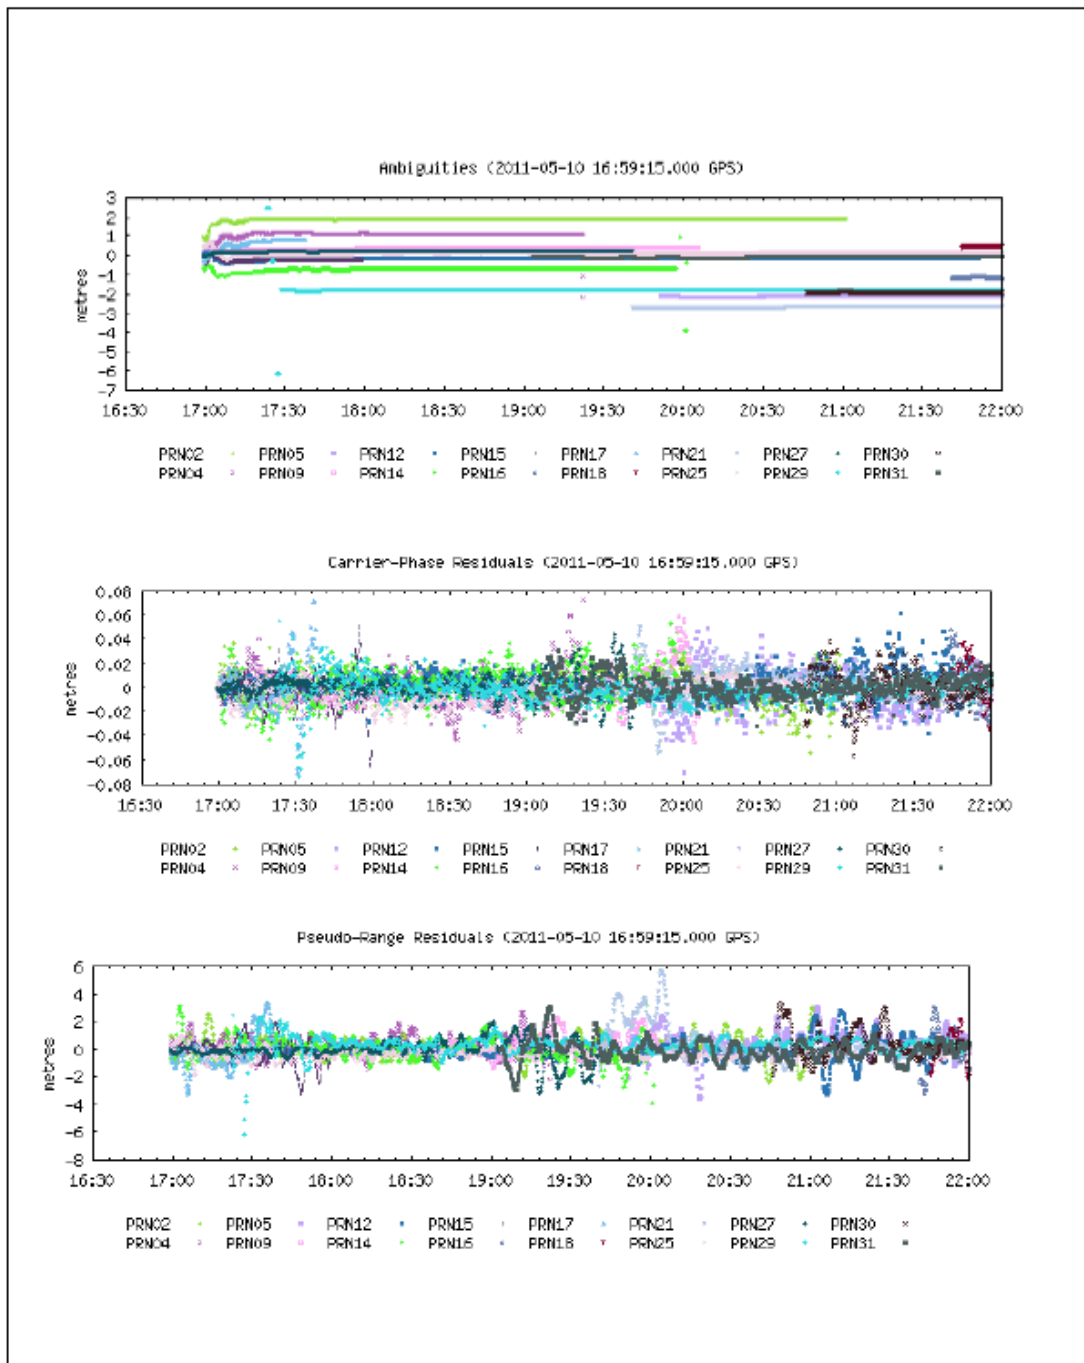 Ambiguities (2011-05-10 16:59:15.000 GPS)
3
2
1
0
-1
-2
-3
-4
-5
-6
-7
metres
16:30 17:00 17:30 18:00 18:30 19:00 19:30 20:00 20:30 21:00 21:30 22:00
PRN02 PRN05 PRN12 PRN15 PRN17 PRN21 PRN27 PRN30
PRN04 PRN09 PRN14 PRN16 PRN18 PRN25 PRN29 PRN31
Carrier-Phase Residuals (2011-05-10 16:59:15.000 GPS)
0.08
0.06
0.04
0.02
0
-0.02
-0.04
-0.06
-0.08
metres
16:30 17:00 17:30 18:00 18:30 19:00 19:30 20:00 20:30 21:00 21:30 22:00
PRN02 PRN05 PRN12 PRN15 PRN17 PRN21 PRN27 PRN30
PRN04 PRN09 PRN14 PRN16 PRN18 PRN25 PRN29 PRN31
Pseudo-Range Residuals (2011-05-10 16:59:15.000 GPS)
6
4
2
0
-2
-4
-6
-8
metres
16:30 17:00 17:30 18:00 18:30 19:00 19:30 20:00 20:30 21:00 21:30 22:00
PRN02 PRN05 PRN12 PRN15 PRN17 PRN21 PRN27 PRN30
PRN04 PRN09 PRN14 PRN16 PRN18 PRN25 PRN29 PRN31